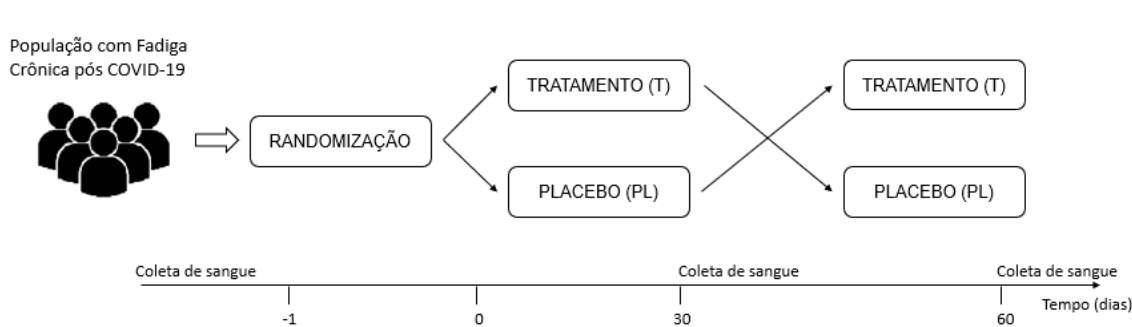 População com Fadiga
Crônica pós COVID-19
RANDOMIZAÇÃO
TRATAMENTO (T)
PLACEBO (PL)
TRATAMENTO (T)
PLACEBO (PL)
Coleta de sangue
Coleta de sangue
Coleta de sangue
Tempo (dias)
-1
0
30
60